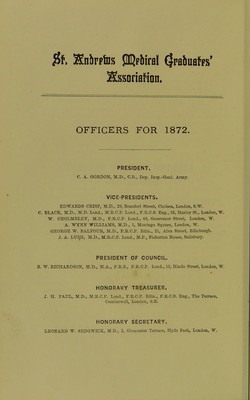 St. Andrews Medical Graduates'
Association.
OFFICERS FOR 1872.
PRESIDENT.
C. A. GORDON, M.D., C.B., Dep. Insp.-Genl. Army.
VICE-PRESIDENTS.
EDWARDS CRISP, M.D., 29, Beaufort Street, Chelsea, London, S.W.
C. BLACK, M.D., M.D. Lond., M.R.C.P. Lond., F.R.C.S. Eng., Harley St., London, W.
W. CHOLMELEY, M.D., F.R.C.P. Lond., 63, Grosvenor Street, London, W.
A. WYNN WILLIAMS, M.D., 1, Montagu Square, London, W.
GEORGE W. BALFOUR, M.D., F.R.C.P. Edin., Alva Street, Edinburgh.
J. A. LUSH, M.D., M.R.C.P. Lond., M.P., Fisherton House, Salisbury.
PRESIDENT OF COUNCIL.
B. W. RICHARDSON, M.D., M.A., F.R.S., F.R.C.P. Lond., 12, Hinde Street, London, W.
HONORARY TREASURER.
J. H. PAUL, M.D., M.R.C.P. Lond., F.R.C.P. Edin., F.R.C.S. Eng., The Terrace,
Camberwell, London, S.E.
HONORARY SECRETARY.
LEONARD W. SEDGWICK, M.D., 2, Gloucester Terrace, Hyde Park, London, W.